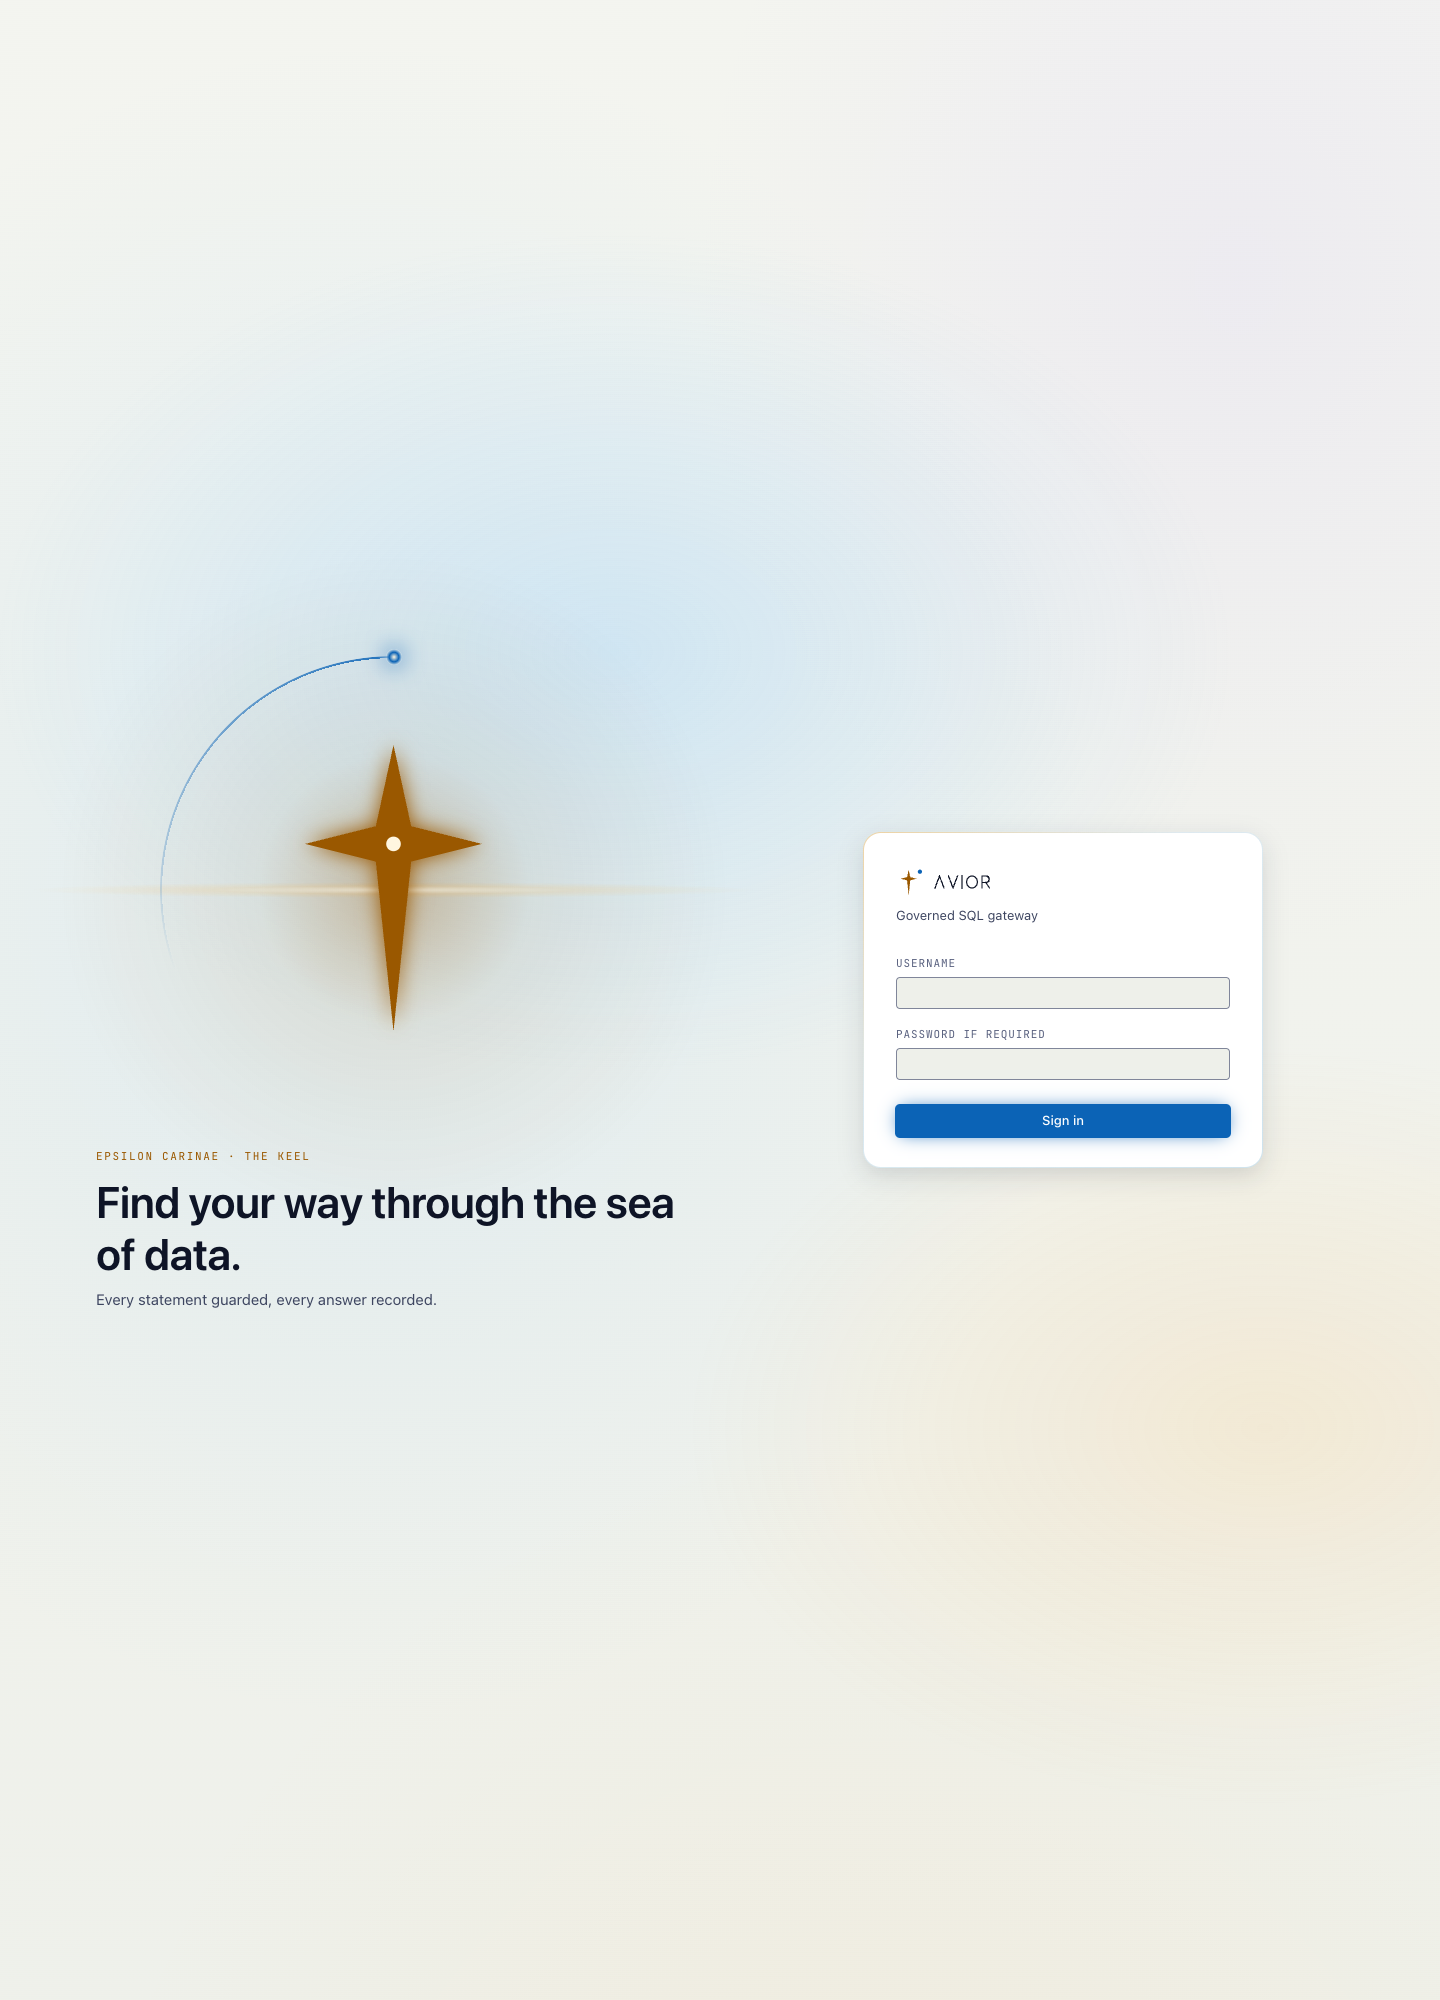 AVIOR
Governed SQL gateway
USERNAME
PASSWORD IF REQUIRED
Sign in
EPSILON CARINAE · THE KEEL
Find your way through the sea
of data.
Every statement guarded, every answer recorded.